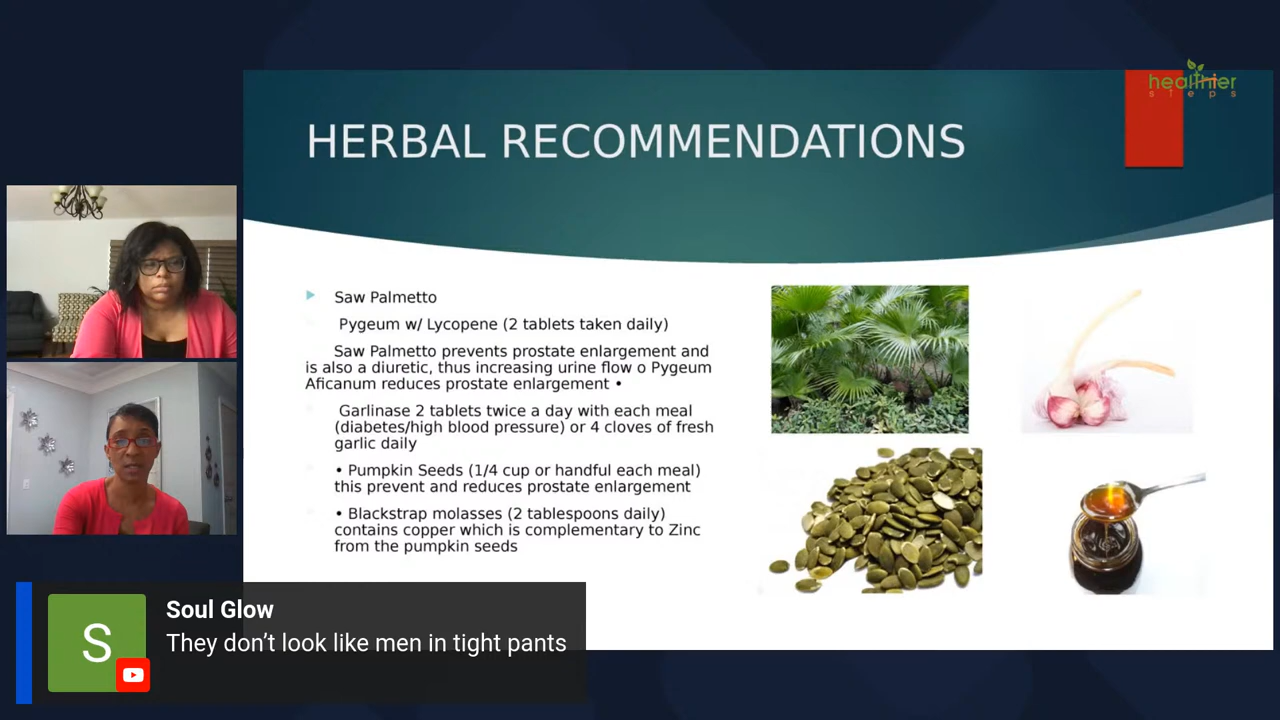 healthier
steps
HERBAL RECOMMENDATIONS
Saw Palmetto
Pygeum w/ Lycopene (2 tablets taken daily)
Saw Palmetto prevents prostate enlargement and
is also a diuretic, thus increasing urine flow o Pygeum
Aficanum reduces prostate enlargement •
Garlinase 2 tablets twice a day with each meal
(diabetes/high blood pressure) or 4 cloves of fresh
garlic daily
• Pumpkin Seeds (1/4 cup or handful each meal)
this prevent and reduces prostate enlargement
• Blackstrap molasses (2 tablespoons daily)
contains copper which is complementary to Zinc
from the pumpkin seeds
S
Soul Glow
They don’t look like men in tight pants